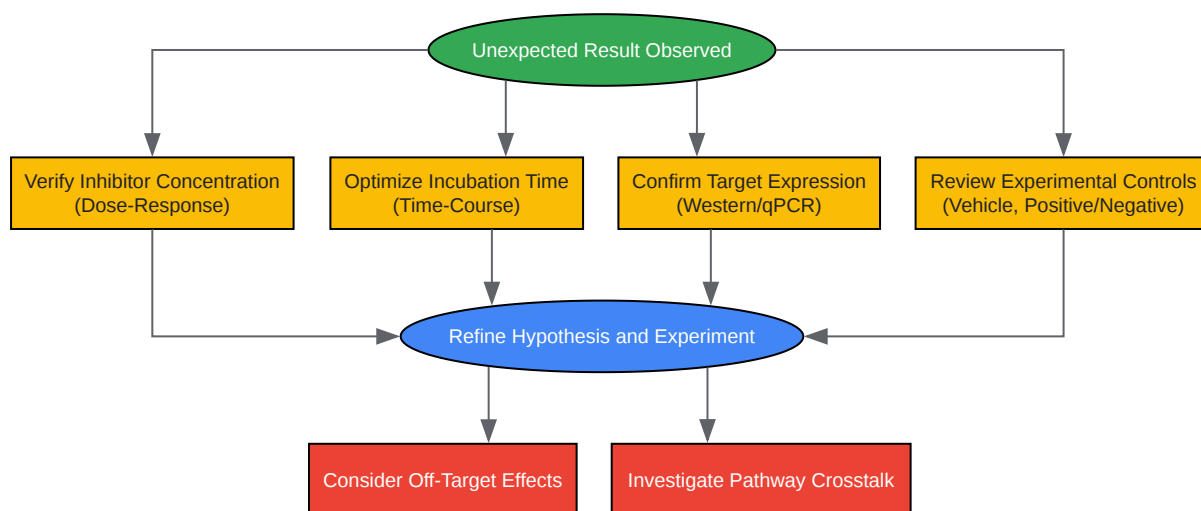 Unexpected Result Observed
Verify Inhibitor Concentration
(Dose-Response)
Optimize Incubation Time
(Time-Course)
Confirm Target Expression
(Western/qPCR)
Review Experimental Controls
(Vehicle, Positive/Negative)
Refine Hypothesis and Experiment
Consider Off-Target Effects
Investigate Pathway Crosstalk